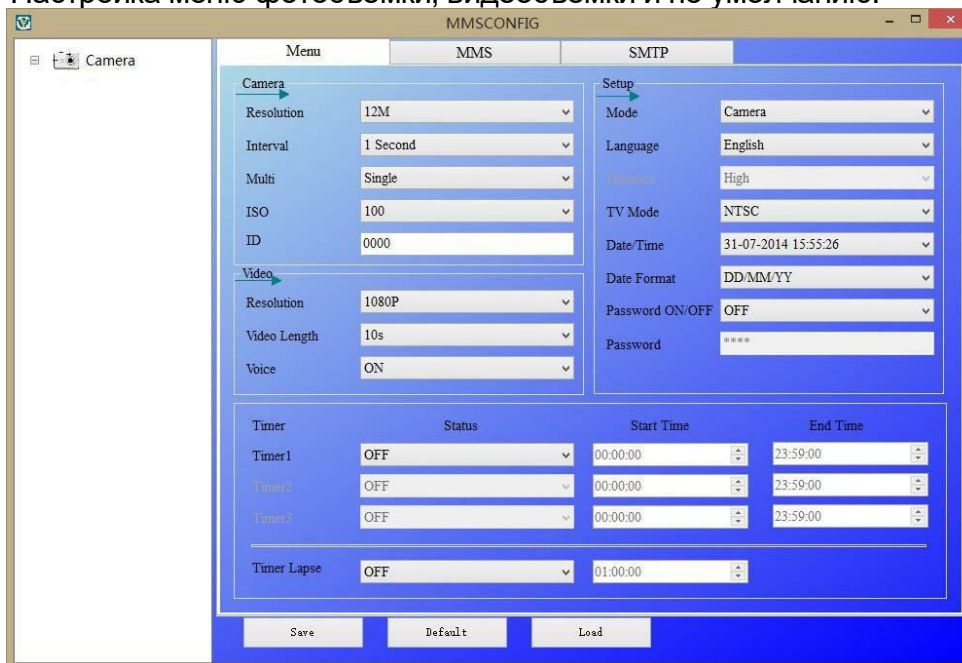 Настройка меню фотосъемки, видеосъемки и по умолчанию.
MMSCONFIG
Camera
Menu MMS SMTP
Camera
Resolution 12M
Interval 1 Second
Multi Single
ISO 100
ID 0000
Video
Resolution 1080P
Video Length 10s
Voice ON
Setup
Mode Camera
Language English
Distance High
TV Mode NTSC
Date/Time 31-07-2014 15:55:26
Date Format DD/MM/YY
Password ON/OFF OFF
Password ****
Timer Status Start Time End Time
Timer1 OFF 00:00:00 23:59:00
Timer2 OFF 00:00:00 23:59:00
Timer3 OFF 00:00:00 23:59:00
Timer Lapse OFF 01:00:00
Save Default Load